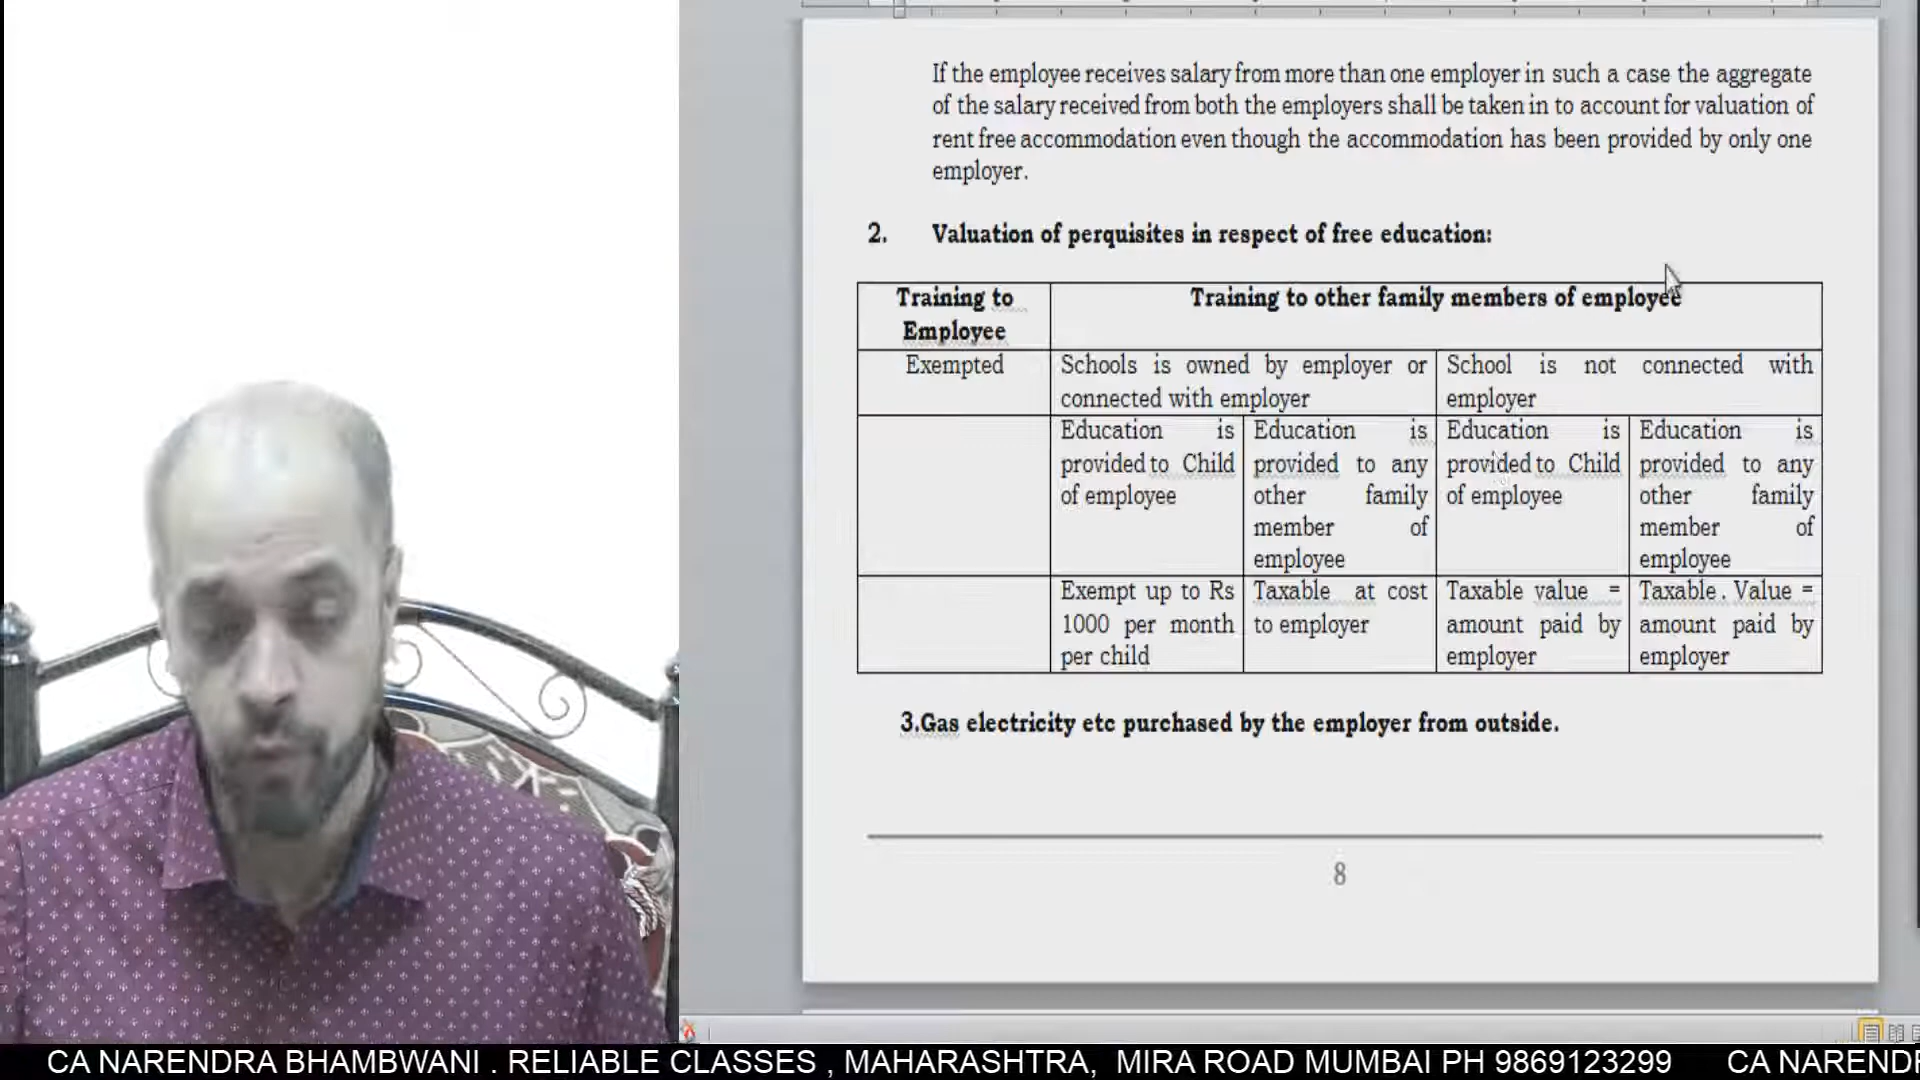 If the employee receives salary from more than one employer in such a case the aggregate
of the salary received from both the employers shall be taken in to account for valuation of
rent free accommodation even though the accommodation has been provided by only one
employer.
2. Valuation of perquisites in respect of free education:
Training to
Employee
Training to other family members of employee
Exempted
Schools is owned by employer or
connected with employer
School is not connected with
employer
Education is
provided to Child
of employee
Education is
provided to any
other family
member of
employee
Education is
provided to Child
of employee
Education is
provided to any
other family
member of
employee
Exempt up to Rs
1000 per month
per child
Taxable at cost
to employer
Taxable value =
amount paid by
employer
Taxable . Value =
amount paid by
employer
3.Gas electricity etc purchased by the employer from outside.
8
CA NARENDRA BHAMBWANI . RELIABLE CLASSES , MAHARASHTRA, MIRA ROAD MUMBAI PH 9869123299 CA NAREND